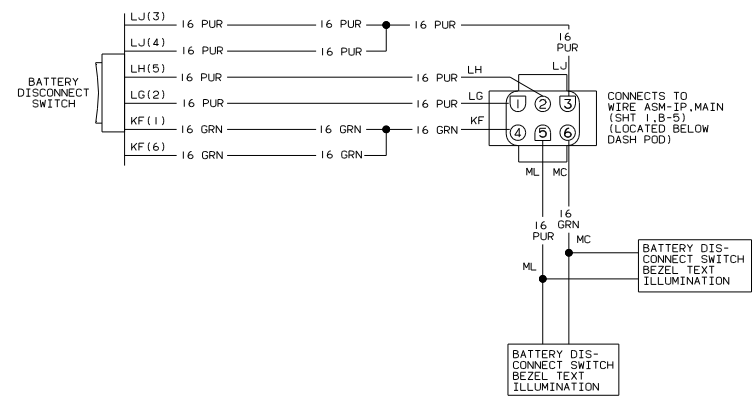 LJ(3)
16 PUR 16 PUR 16 PUR
16
PUR
LJ(4)
16 PUR 16 PUR
LJ
LH(5)
16 PUR 16 PUR LH
LG(2)
16 PUR 16 PUR LG
KF(1)
16 GRN 16 GRN 16 GRN KF
KF(6)
16 GRN 16 GRN
BATTERY
DISCONNECT
SWITCH
1 2 3
4 5 6
CONNECTS TO
WIRE ASM-IP,MAIN
(SHT 1,B-5)
(LOCATED BELOW
DASH POD)
ML MC
16
PUR
16
GRN
MC
ML
BATTERY DIS-
CONNECT SWITCH
BEZEL TEXT
ILLUMINATION
BATTERY DIS-
CONNECT SWITCH
BEZEL TEXT
ILLUMINATION